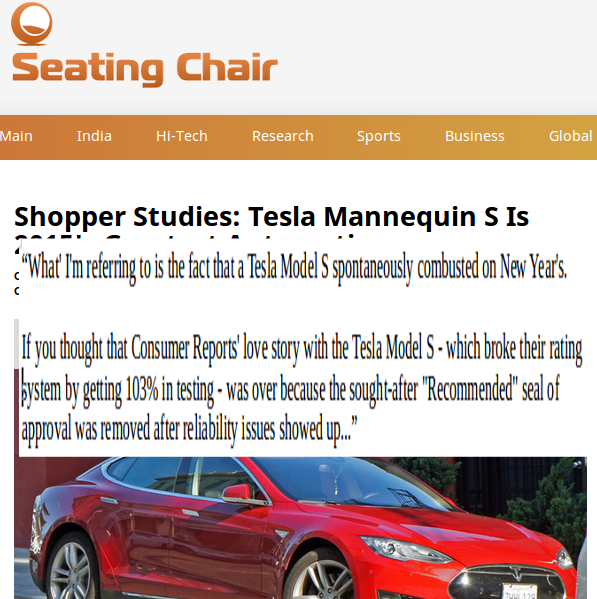 Seating Chair
Main India Hi-Tech Research Sports Business Global
Shopper Studies: Tesla Mannequin S Is
“What' I'm referring to is the fact that a Tesla Model S spontaneously combusted on New Year's.
If you thought that Consumer Reports' love story with the Tesla Model S - which broke their rating
system by getting 103% in testing - was over because the sought-after "Recommended" seal of
approval was removed after reliability issues showed up...”